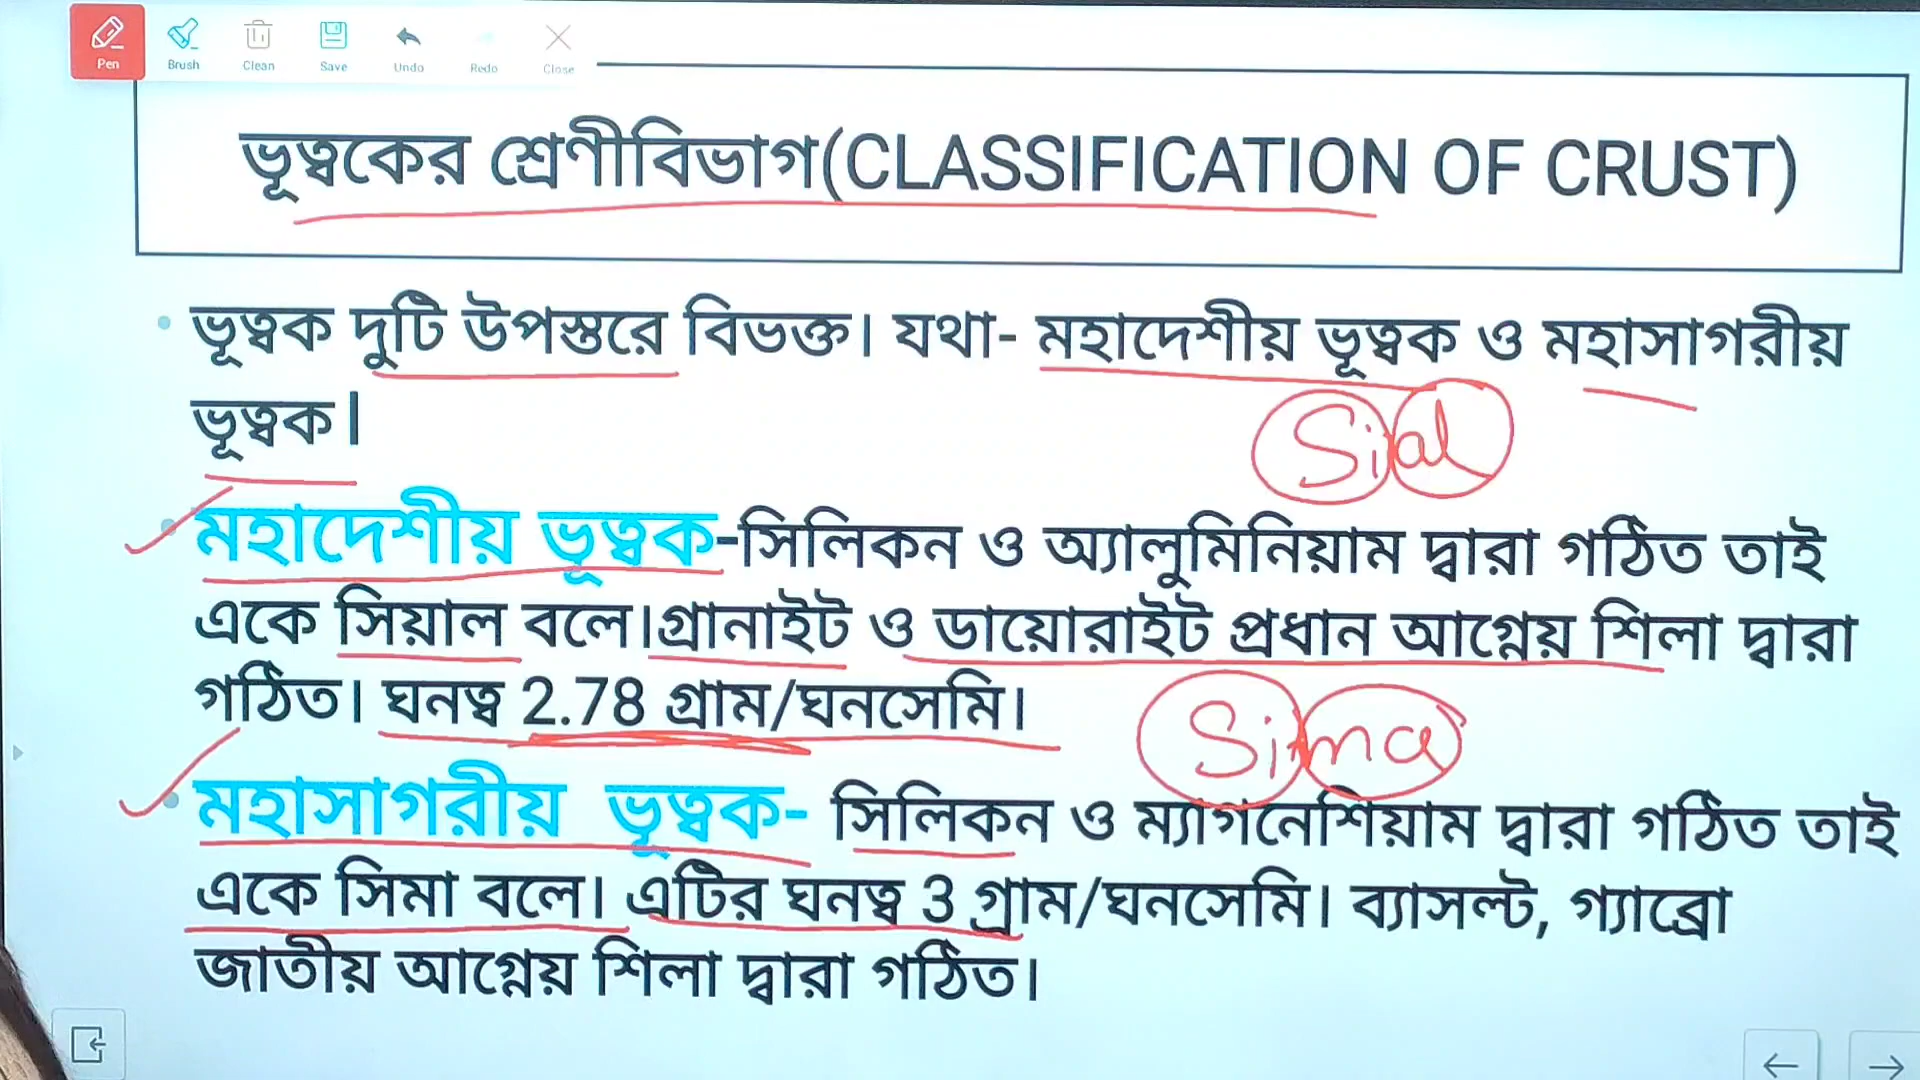 Pen Brush Clean Save Undo Redo Close
ভূত্বকের শ্রেণীবিভাগ(CLASSIFICATION OF CRUST)
• ভূত্বক দুটি উপস্তরে বিভক্ত। যথা- মহাদেশীয় ভূত্বক ও মহাসাগরীয়
ভূত্বক।
Sial
• মহাদেশীয় ভূত্বক-সিলিকন ও অ্যালুমিনিয়াম দ্বারা গঠিত তাই
একে সিয়াল বলে।গ্রানাইট ও ডায়োরাইট প্রধান আগ্নেয় শিলা দ্বারা
গঠিত। ঘনত্ব 2.78 গ্রাম/ঘনসেমি।
Sima
• মহাসাগরীয় ভূত্বক- সিলিকন ও ম্যাগনেশিয়াম দ্বারা গঠিত তাই
একে সিমা বলে। এটির ঘনত্ব 3 গ্রাম/ঘনসেমি। ব্যাসল্ট, গ্যাব্রো
জাতীয় আগ্নেয় শিলা দ্বারা গঠিত।